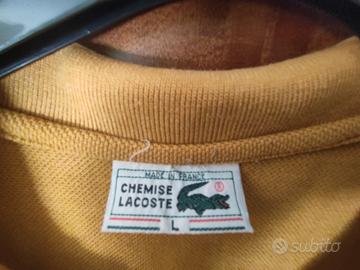 MADE IN FRANCE
CHEMISE
LACOSTE
®
L
subito